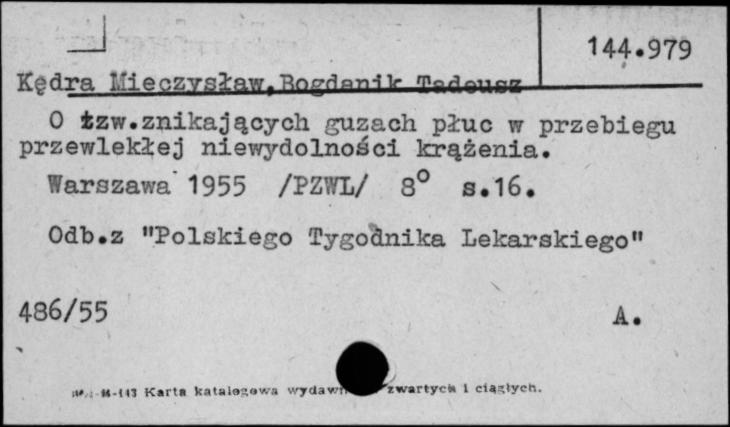 144.979
Kędra Mieczysław, Bogdanik Tadeusz
O tzw.znikających guzach płuc w przebiegu
przewlekłej niewydolności krążenia.
Warszawa 1955 /PZWL/ 8° s.16.
Odb.z "Polskiego Tygodnika Lekarskiego"
486/55 A.
Karta katalogowa zwartych i ciągłych.